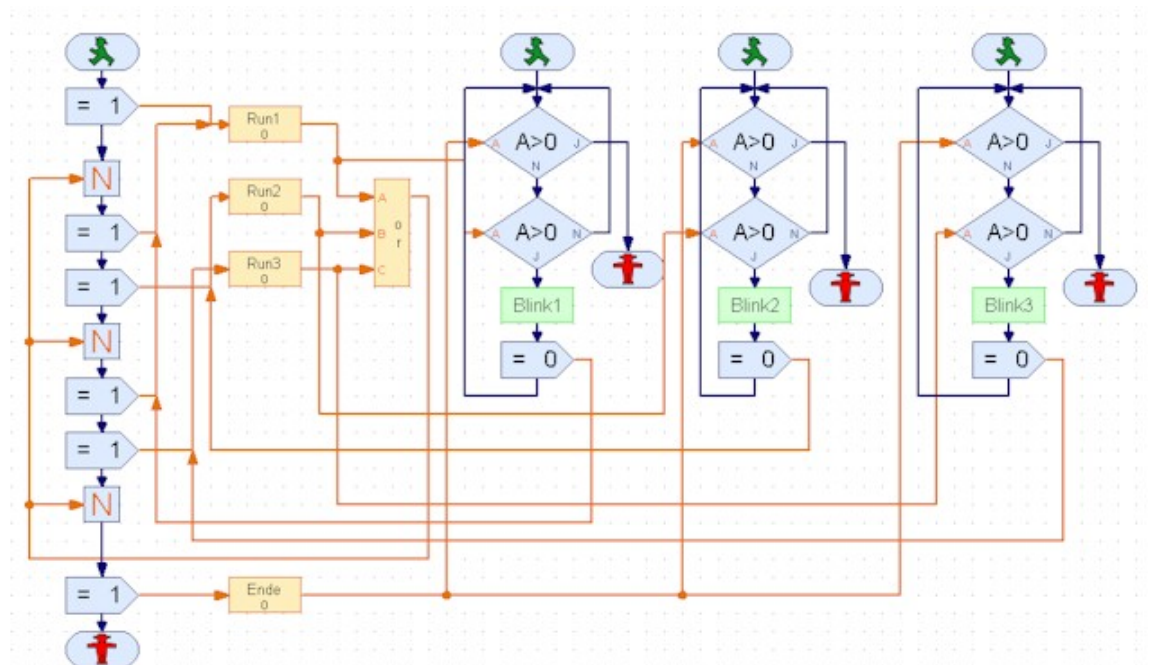 = 1
Run1
0
N
Run2
0
= 1
Run3
0
= 1
N
= 1
= 1
N
= 1
Ende
0
A
B
C
o
r
A
A>0
J
N
A
A>0
N
J
Blink1
= 0
A
A>0
J
N
A
A>0
N
J
Blink2
= 0
A
A>0
J
N
A
A>0
N
J
Blink3
= 0